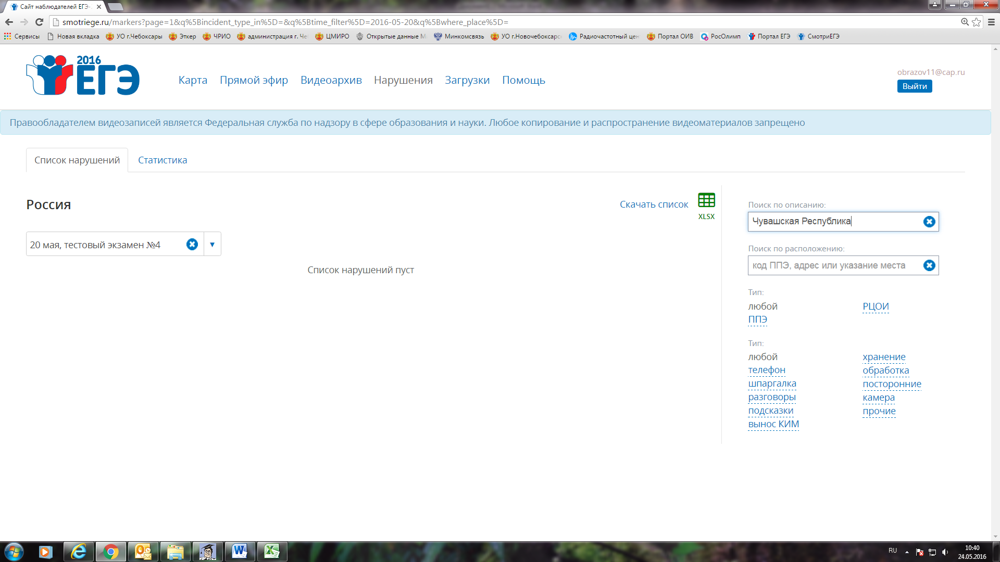 Сайт наблюдателей ЕГЭ-
smotriege.ru/markers?page=1&q%5Bincident_type_in%5D=&q%5Btime_filter%5D=2016-05-20&q%5Bwhere_place%5D=
Сервисы Новая вкладка УО г.Чебоксары Эткер ЧРИО администрация г. Че ЦМИРО Открытые данные М Минкомсвязь УО г.Новочебоксарс Радиочастотный цен Портал ОИВ РосОлимп Портал ЕГЭ СмотриЕГЭ
2016
ЕГЭ
Карта Прямой эфир Видеоархив Нарушения Загрузки Помощь
obrazov11@cap.ru
Выйти
Правообладателем видеозаписей является Федеральная служба по надзору в сфере образования и науки. Любое копирование и распространение видеоматериалов запрещено
Список нарушений Статистика
Россия
Скачать список
XLSX
20 мая, тестовый экзамен №4
Список нарушений пуст
Поиск по описанию:
Чувашская Республика
Поиск по расположению:
код ППЭ, адрес или указание места
Тип:
любой РЦОИ
ППЭ
Тип:
любой хранение
телефон обработка
шпаргалка посторонние
разговоры камера
подсказки прочие
вынос КИМ
RU
10:40
24.05.2016